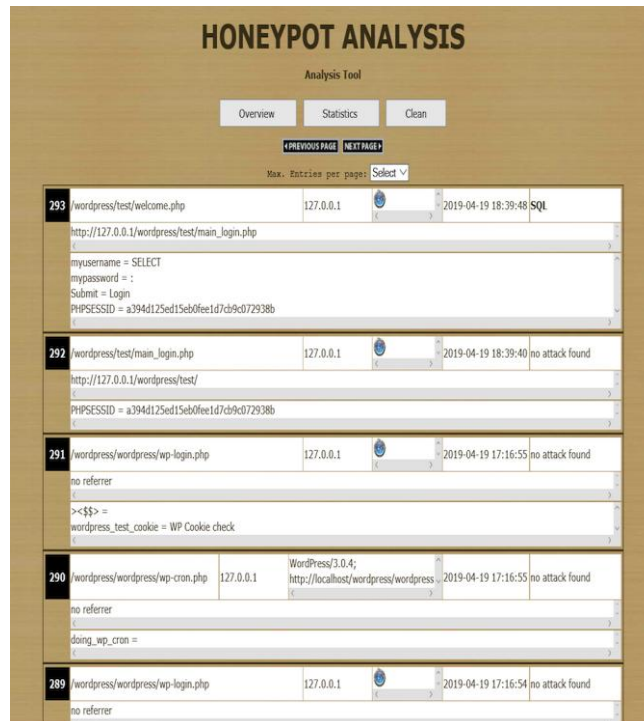 HONEYPOT ANALYSIS
Analysis Tool
Overview Statistics Clean
PREVIOUS PAGE NEXT PAGE
Max. Entries per page: Select
293 /wordpress/test/welcome.php 127.0.0.1 2019-04-19 18:39:48 SQL
http://127.0.0.1/wordpress/test/main_login.php
myusername = SELECT
mypassword = :
Submit = Login
PHPSESSID = a394d125ed15eb0fee1d7cb9c072938b
292 /wordpress/test/main_login.php 127.0.0.1 2019-04-19 18:39:40 no attack found
http://127.0.0.1/wordpress/test/
PHPSESSID = a394d125ed15eb0fee1d7cb9c072938b
291 /wordpress/wordpress/wp-login.php 127.0.0.1 2019-04-19 17:16:55 no attack found
no referrer
><$$> =
wordpress_test_cookie = WP Cookie check
290 /wordpress/wordpress/wp-cron.php 127.0.0.1 WordPress/3.0.4; http://localhost/wordpress/wordpress 2019-04-19 17:16:55 no attack found
no referrer
doing_wp_cron =
289 /wordpress/wordpress/wp-login.php 127.0.0.1 2019-04-19 17:16:54 no attack found
no referrer